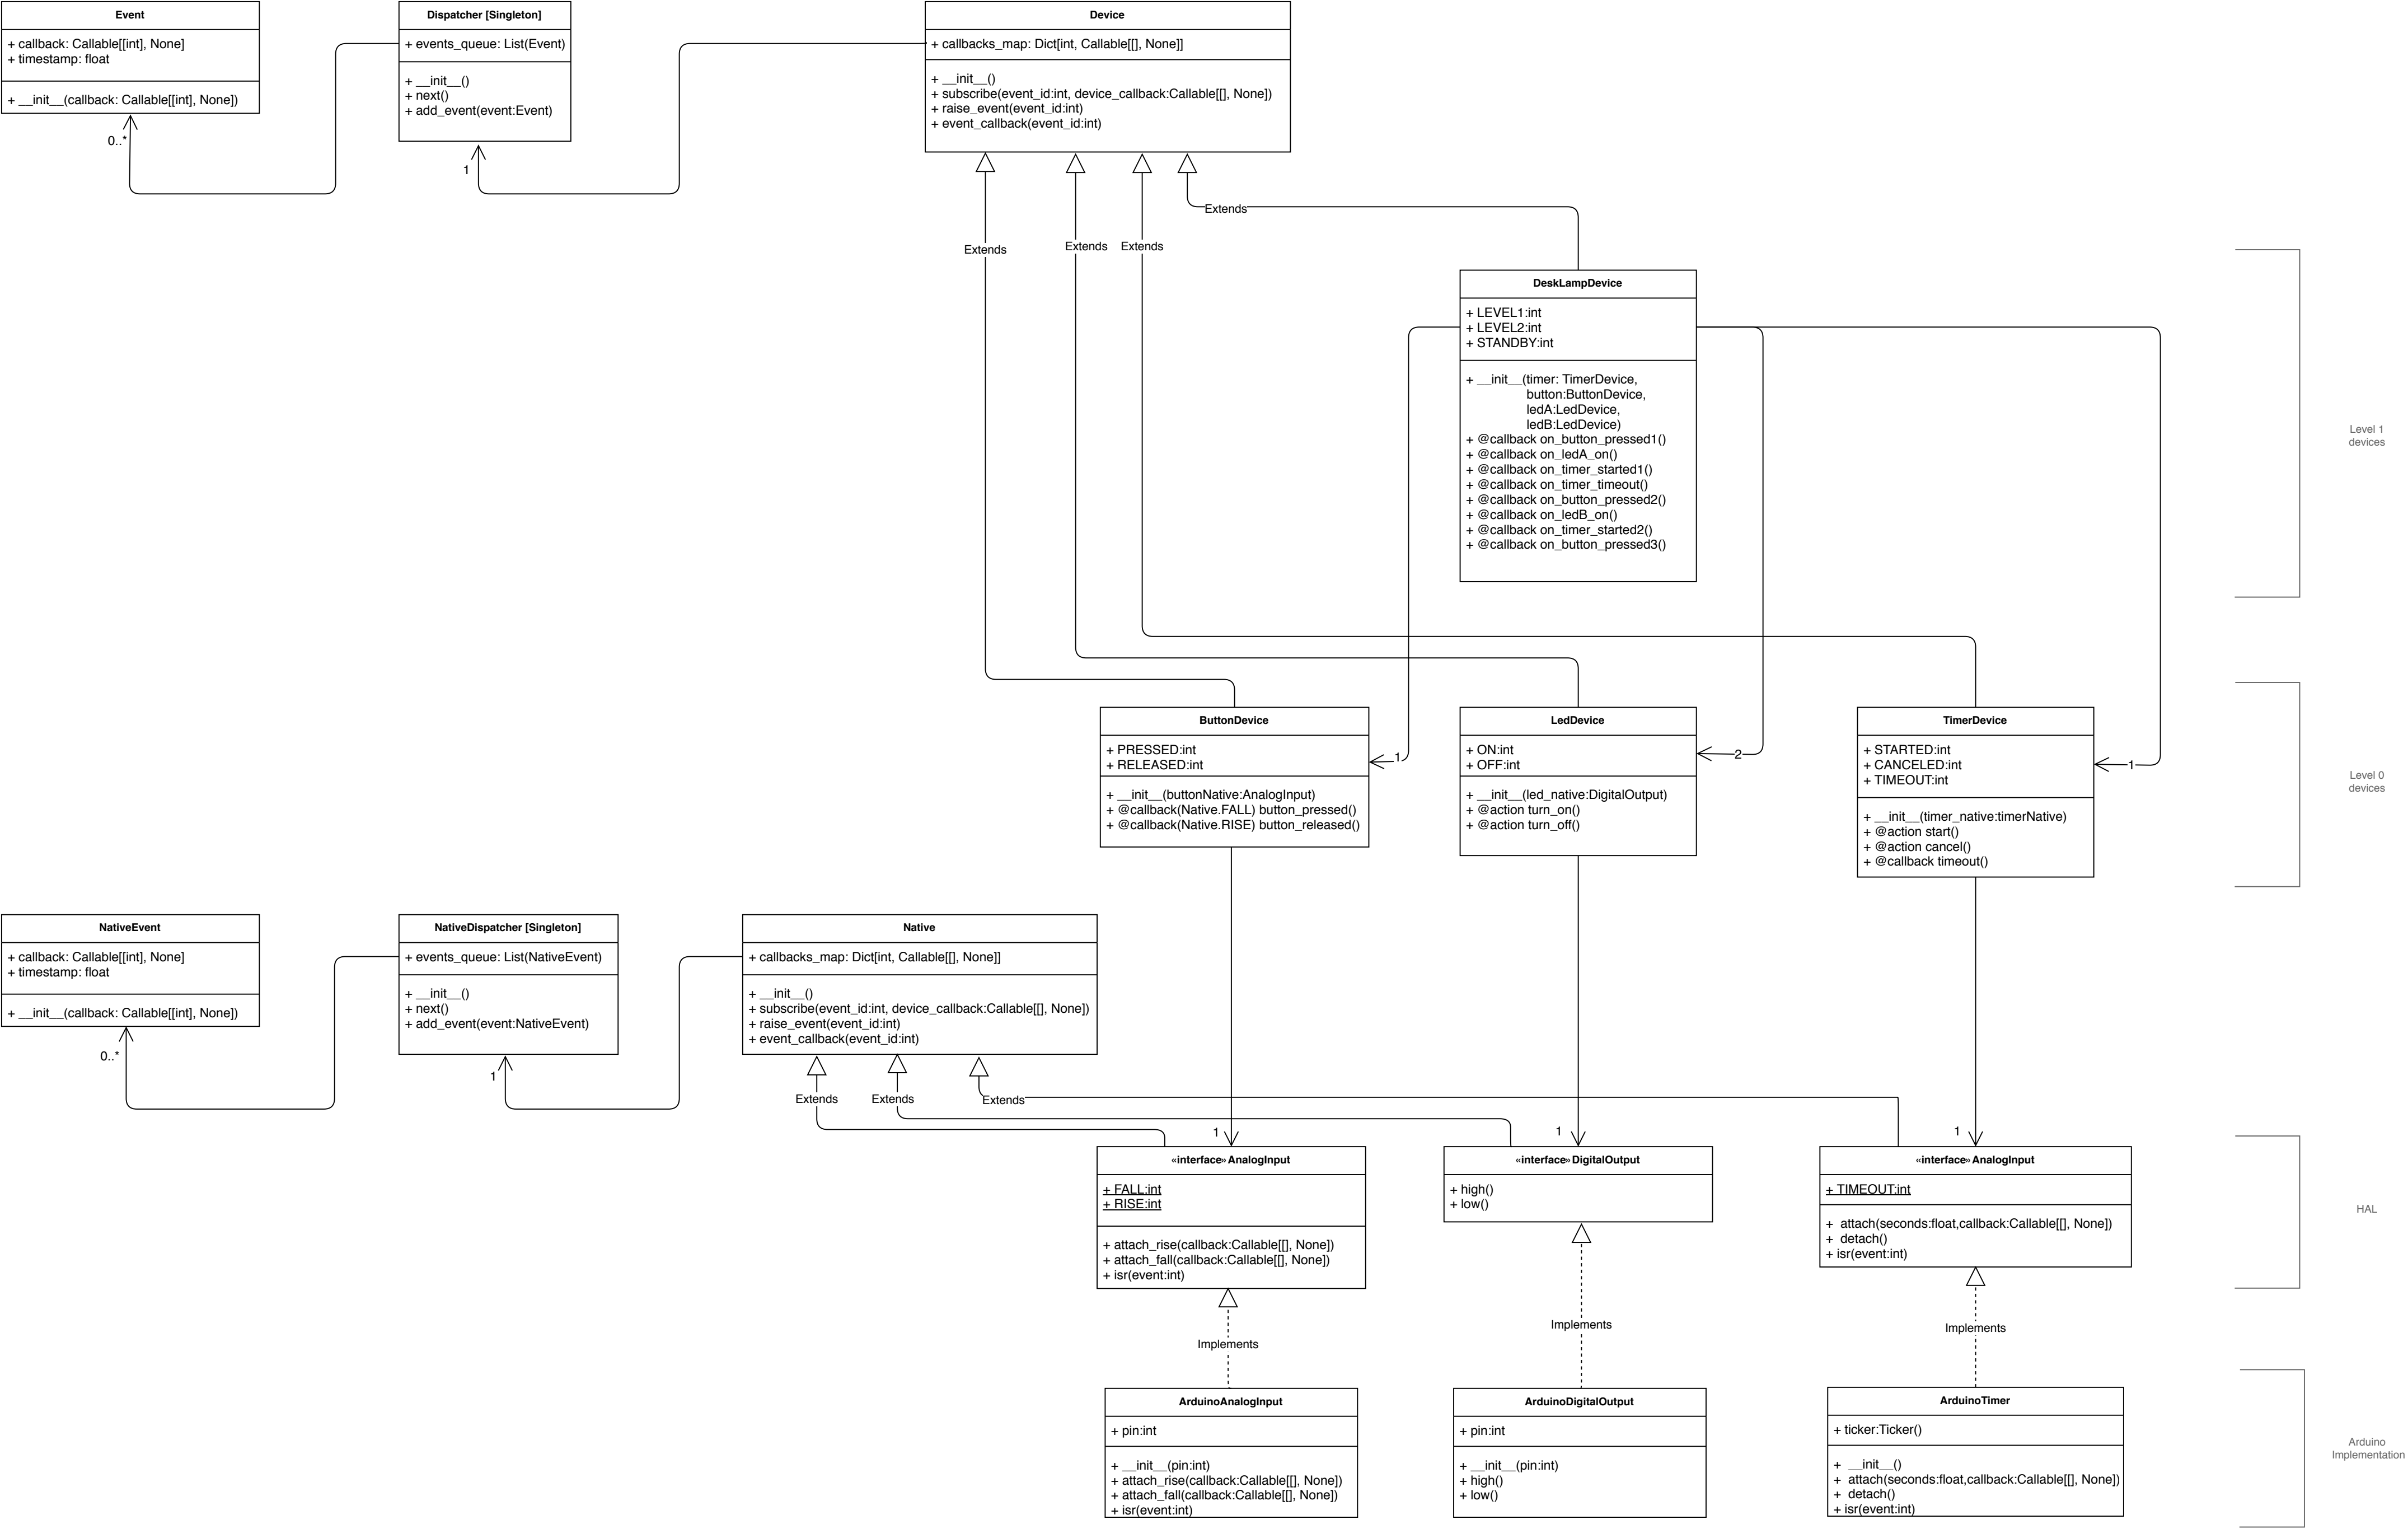 Event
+ callback: Callable[[int], None]
+ timestamp: float
+ __init__(callback: Callable[[int], None])
0..*
Dispatcher [Singleton]
+ events_queue: List(Event)
+ __init__()
+ next()
+ add_event(event:Event)
1
Device
+ callbacks_map: Dict[int, Callable[[], None]]
+ __init__()
+ subscribe(event_id:int, device_callback:Callable[[], None])
+ raise_event(event_id:int)
+ event_callback(event_id:int)
Extends
Extends
Extends
Extends
DeskLampDevice
+ LEVEL1:int
+ LEVEL2:int
+ STANDBY:int
+ __init__(timer: TimerDevice,
button:ButtonDevice,
ledA:LedDevice,
ledB:LedDevice)
+ @callback on_button_pressed1()
+ @callback on_ledA_on()
+ @callback on_timer_started1()
+ @callback on_timer_timeout()
+ @callback on_button_pressed2()
+ @callback on_ledB_on()
+ @callback on_timer_started2()
+ @callback on_button_pressed3()
Level 1
devices
ButtonDevice
+ PRESSED:int
+ RELEASED:int
+ __init__(buttonNative:AnalogInput)
+ @callback(Native.FALL) button_pressed()
+ @callback(Native.RISE) button_released()
1
LedDevice
+ ON:int
+ OFF:int
+ __init__(led_native:DigitalOutput)
+ @action turn_on()
+ @action turn_off()
2
TimerDevice
+ STARTED:int
+ CANCELED:int
+ TIMEOUT:int
+ __init__(timer_native:timerNative)
+ @action start()
+ @action cancel()
+ @callback timeout()
1
Level 0
devices
NativeEvent
+ callback: Callable[[int], None]
+ timestamp: float
+ __init__(callback: Callable[[int], None])
0..*
NativeDispatcher [Singleton]
+ events_queue: List(NativeEvent)
+ __init__()
+ next()
+ add_event(event:NativeEvent)
1
Native
+ callbacks_map: Dict[int, Callable[[], None]]
+ __init__()
+ subscribe(event_id:int, device_callback:Callable[[], None])
+ raise_event(event_id:int)
+ event_callback(event_id:int)
Extends
Extends
Extends
1
1
1
«interface» AnalogInput
+ FALL:int
+ RISE:int
+ attach_rise(callback:Callable[[], None])
+ attach_fall(callback:Callable[[], None])
+ isr(event:int)
«interface» DigitalOutput
+ high()
+ low()
«interface» AnalogInput
+ TIMEOUT:int
+ attach(seconds:float,callback:Callable[[], None])
+ detach()
+ isr(event:int)
HAL
Implements
Implements
Implements
ArduinoAnalogInput
+ pin:int
+ __init__(pin:int)
+ attach_rise(callback:Callable[[], None])
+ attach_fall(callback:Callable[[], None])
+ isr(event:int)
ArduinoDigitalOutput
+ pin:int
+ __init__(pin:int)
+ high()
+ low()
ArduinoTimer
+ ticker:Ticker()
+ __init__()
+ attach(seconds:float,callback:Callable[[], None])
+ detach()
+ isr(event:int)
Arduino
Implementation